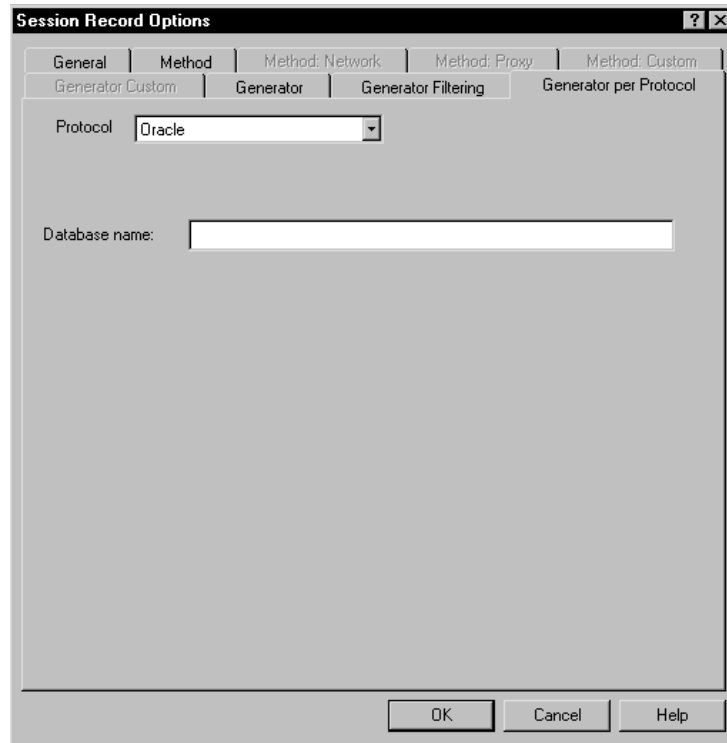 Session Record Options
General Method Method: Network Method: Proxy Method: Custom
Generator Custom Generator Generator Filtering Generator per Protocol
Protocol Oracle
Database name:
OK Cancel Help